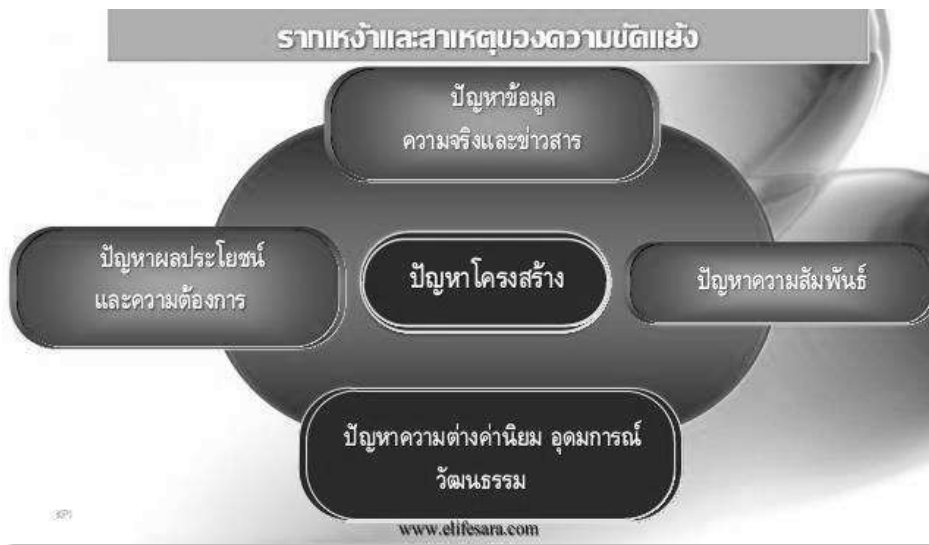 รากเหง้าและสาเหตุของความขัดแย้ง
ปัญหาข้อมูล
ความจริงและข่าวสาร
ปัญหาผลประโยชน์
และความต้องการ
ปัญหาโครงสร้าง
ปัญหาความสัมพันธ์
ปัญหาความต่างค่านิยม อุดมการณ์
วัฒนธรรม
www.elifesara.com